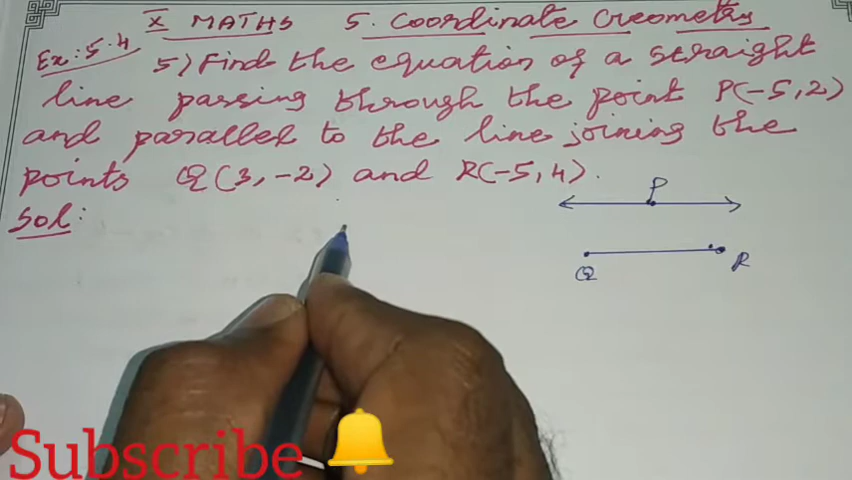 X MATHS 5. Coordinate Geometry
Ex: 5.4
5) Find the equation of a straight
line passing through the point P(-5,2)
and parallel to the line joining the
points Q(3,-2) and R(-5,4).
Sol:
P
Q R
Subscribe